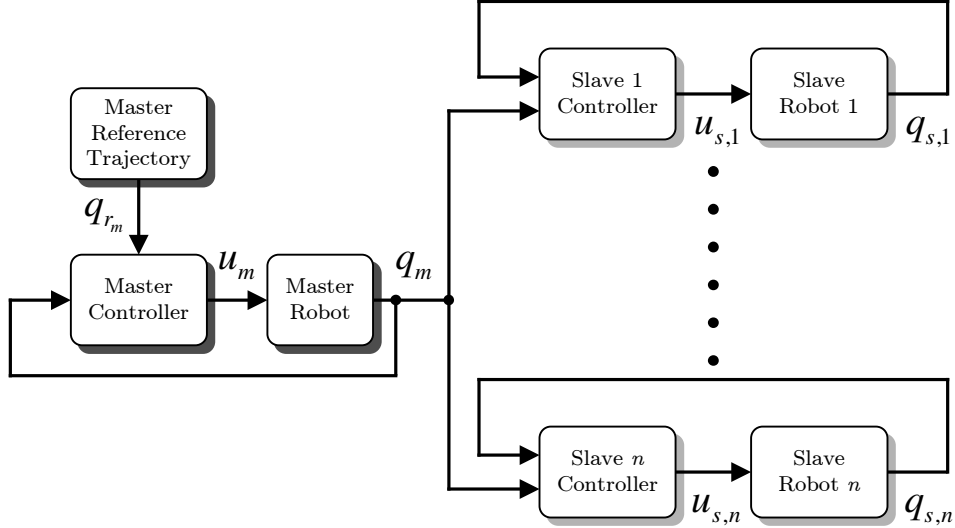 Master
Reference
Trajectory
q_{r_m}
Master
Controller
u_m
Master
Robot
q_m
Slave 1
Controller
u_{s,1}
Slave
Robot 1
q_{s,1}
Slave n
Controller
u_{s,n}
Slave
Robot n
q_{s,n}